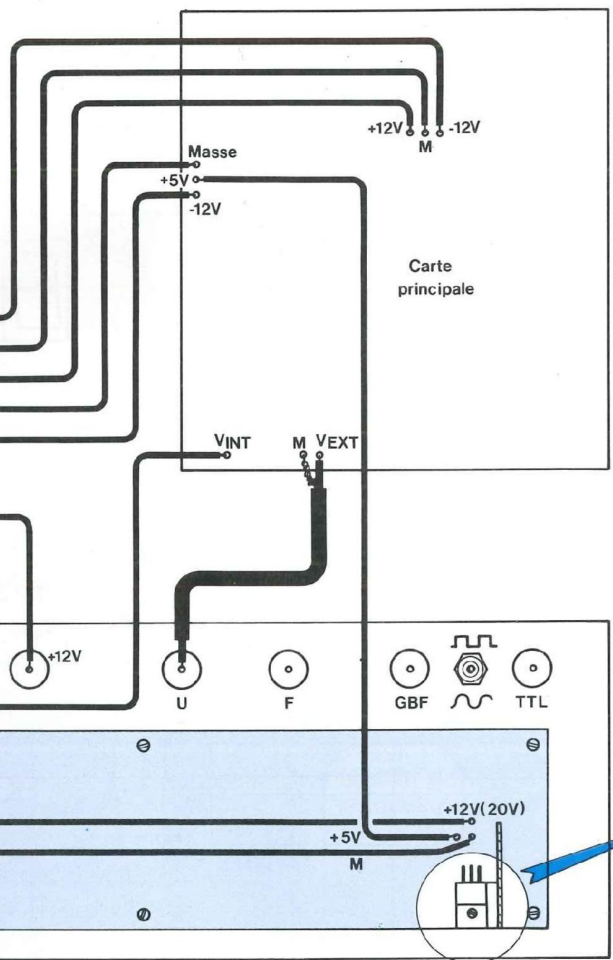 +12V
M
-12V
Masse
+5V
-12V
Carte
principale
VINT
M
VEXT
+12V
U
F
GBF
TTL
+12V(20V)
+5V
M